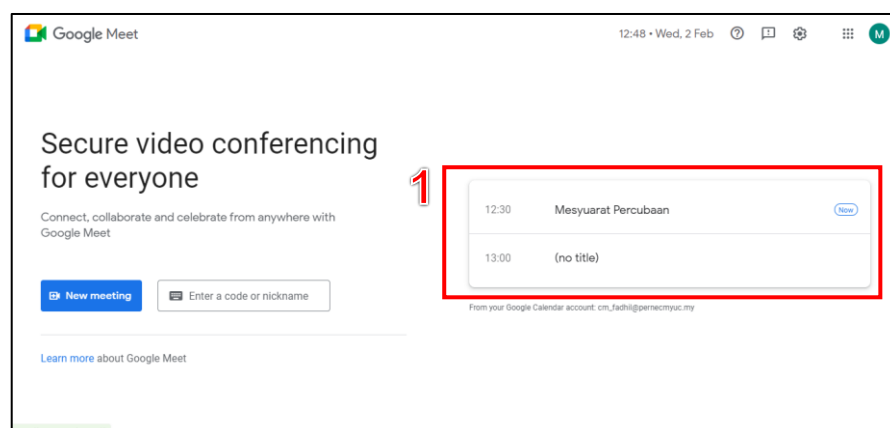 Google Meet
12:48 • Wed, 2 Feb
M
Secure video conferencing
for everyone
Connect, collaborate and celebrate from anywhere with
Google Meet
New meeting
Enter a code or nickname
Learn more about Google Meet
1
12:30 Mesyuarat Percubaan Now
13:00 (no title)
From your Google Calendar account: cm_fadhil@pernecmyuc.my